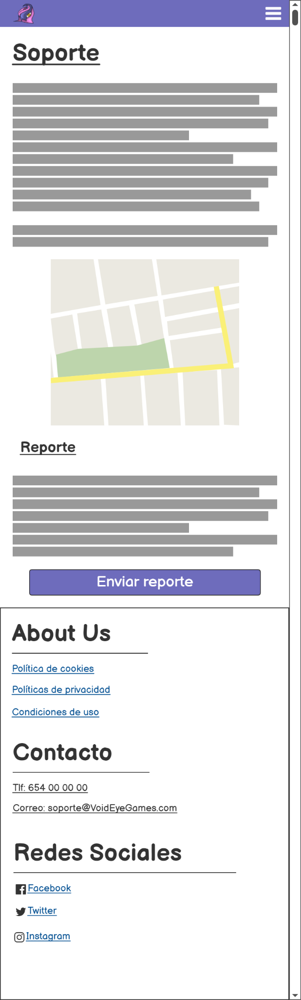 Soporte
Reporte
Enviar reporte
About Us
Política de cookies
Políticas de privacidad
Condiciones de uso
Contacto
Tlf: 654 00 00 00
Correo: soporte@VoidEyeGames.com
Redes Sociales
Facebook
Twitter
Instagram